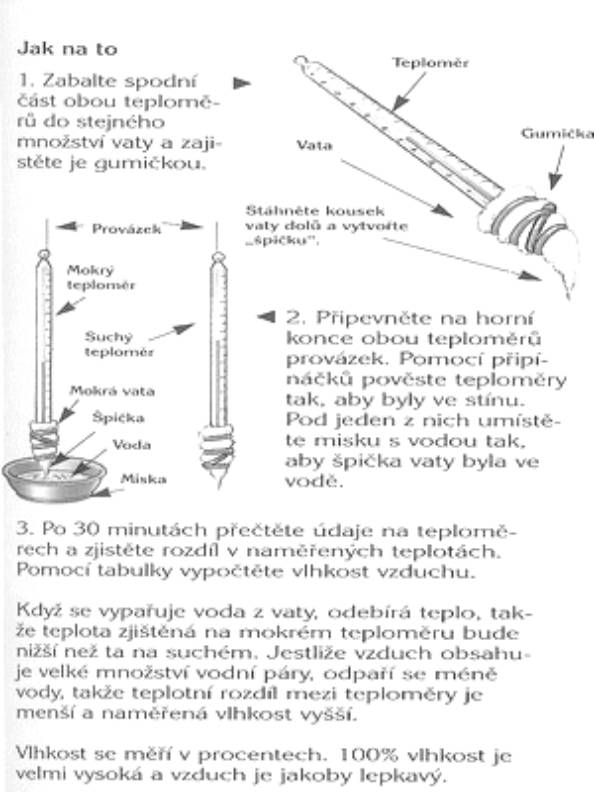 Jak na to
1. Zabalte spodní
část obou teplomě-
rů do stejného
množství vaty a zaji-
stěte je gumičkou.
Teploměr
Gumička
Vata
Stáhněte kousek
vaty dolů a vytvořte
„špičku".
Provázek
Mokrý
teploměr
Suchý
teploměr
Mokrá vata
Špička
Voda
Miska
2. Připevněte na horní
konce obou teploměrů
provázek. Pomocí připí-
náčků pověste teploměry
tak, aby byly ve stínu.
Pod jeden z nich umístě-
te misku s vodou tak,
aby špička vaty byla ve
vodě.
3. Po 30 minutách přečtěte údaje na teplomě-
rech a zjistěte rozdíl v naměřených teplotách.
Pomocí tabulky vypočtěte vlhkost vzduchu.
Když se vypařuje voda z vaty, odebírá teplo, tak-
že teplota zjištěná na mokrém teploměru bude
nižší než ta na suchém. Jestliže vzduch obsahu-
je velké množství vodní páry, odpaří se méně
vody, takže teplotní rozdíl mezi teploměry je
menší a naměřená vlhkost vyšší.
Vlhkost se měří v procentech. 100% vlhkost je
velmi vysoká a vzduch je jakoby lepkavý.